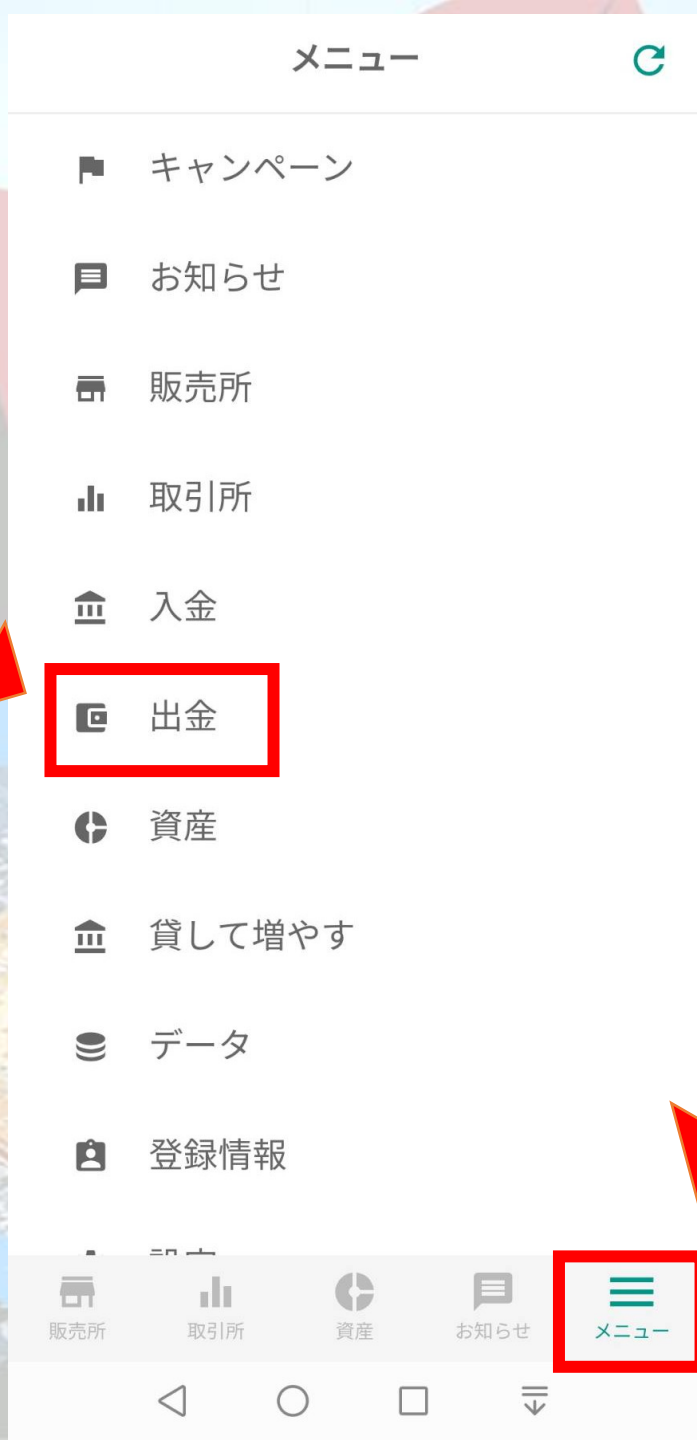 メニュー
キャンペーン
お知らせ
販売所
取引所
入金
出金
資産
貸して増やす
データ
登録情報
販売所 取引所 資産 お知らせ メニュー